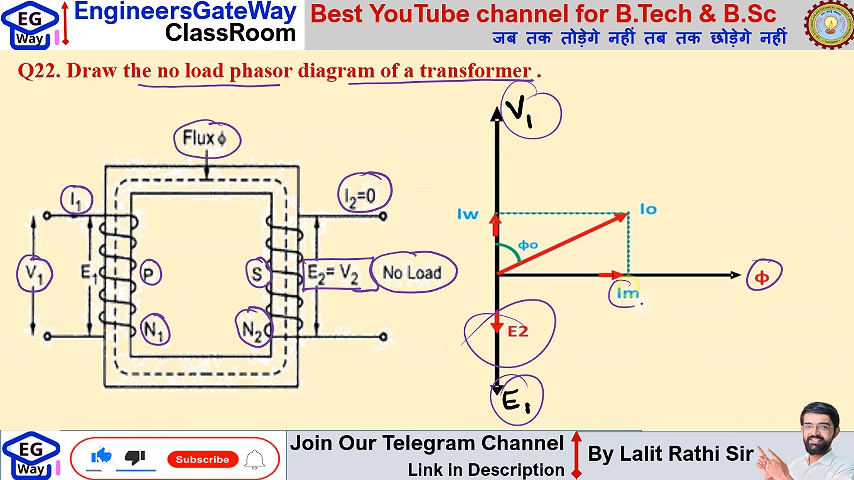 EG
Way
EngineersGateWay
ClassRoom
Best YouTube channel for B.Tech & B.Sc
जब तक तोड़ेगे नहीं तब तक छोड़ेगे नहीं
Q22. Draw the no load phasor diagram of a transformer .
Flux ϕ
I₁
I₂=0
V₁
E₁
P
S
E₂= V₂
No Load
N₁
N₂
V₁
Iw
Io
ϕo
Φ
Im
E2
E₁
EG
Way
Subscribe
Join Our Telegram Channel
Link in Description
By Lalit Rathi Sir